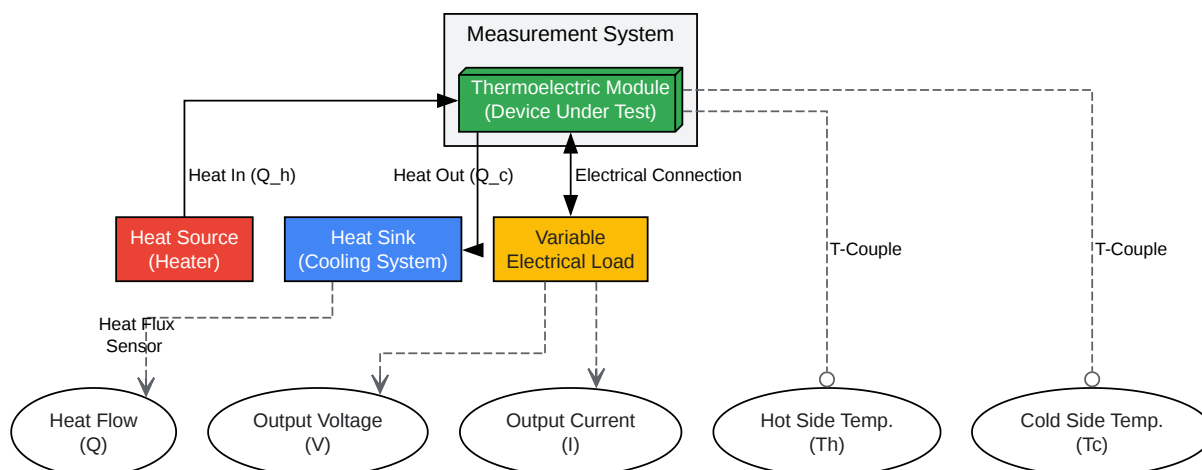 Measurement System
Thermoelectric Module
(Device Under Test)
Heat In (Q_h)
Heat Out (Q_c)
Electrical Connection
Heat Source
(Heater)
Heat Sink
(Cooling System)
Variable
Electrical Load
T-Couple
T-Couple
Heat Flux
Sensor
Heat Flow
(Q)
Output Voltage
(V)
Output Current
(I)
Hot Side Temp.
(Th)
Cold Side Temp.
(Tc)